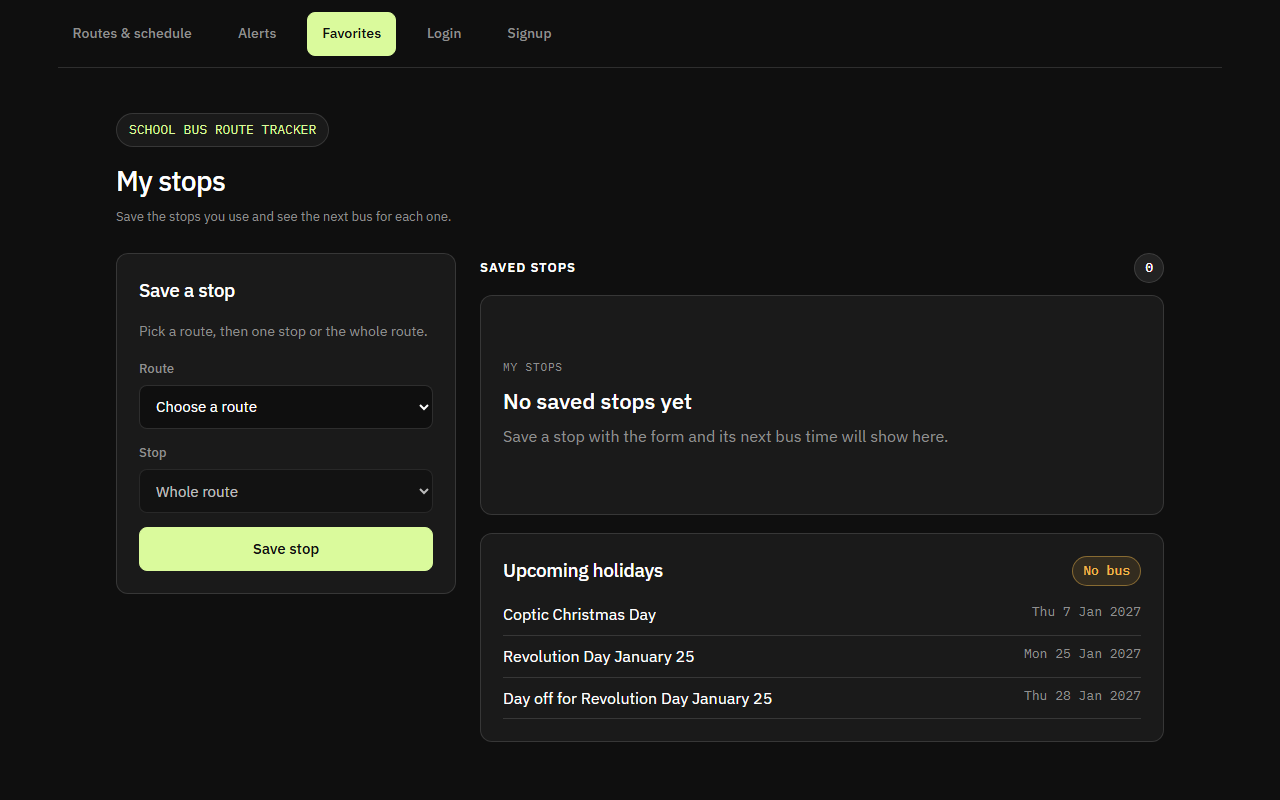 Routes & schedule
Alerts
Favorites
Login
Signup
SCHOOL BUS ROUTE TRACKER
My stops
Save the stops you use and see the next bus for each one.
Save a stop
Pick a route, then one stop or the whole route.
Route
Choose a route
Stop
Whole route
Save stop
SAVED STOPS
0
MY STOPS
No saved stops yet
Save a stop with the form and its next bus time will show here.
Upcoming holidays
No bus
Coptic Christmas Day
Thu 7 Jan 2027
Revolution Day January 25
Mon 25 Jan 2027
Day off for Revolution Day January 25
Thu 28 Jan 2027